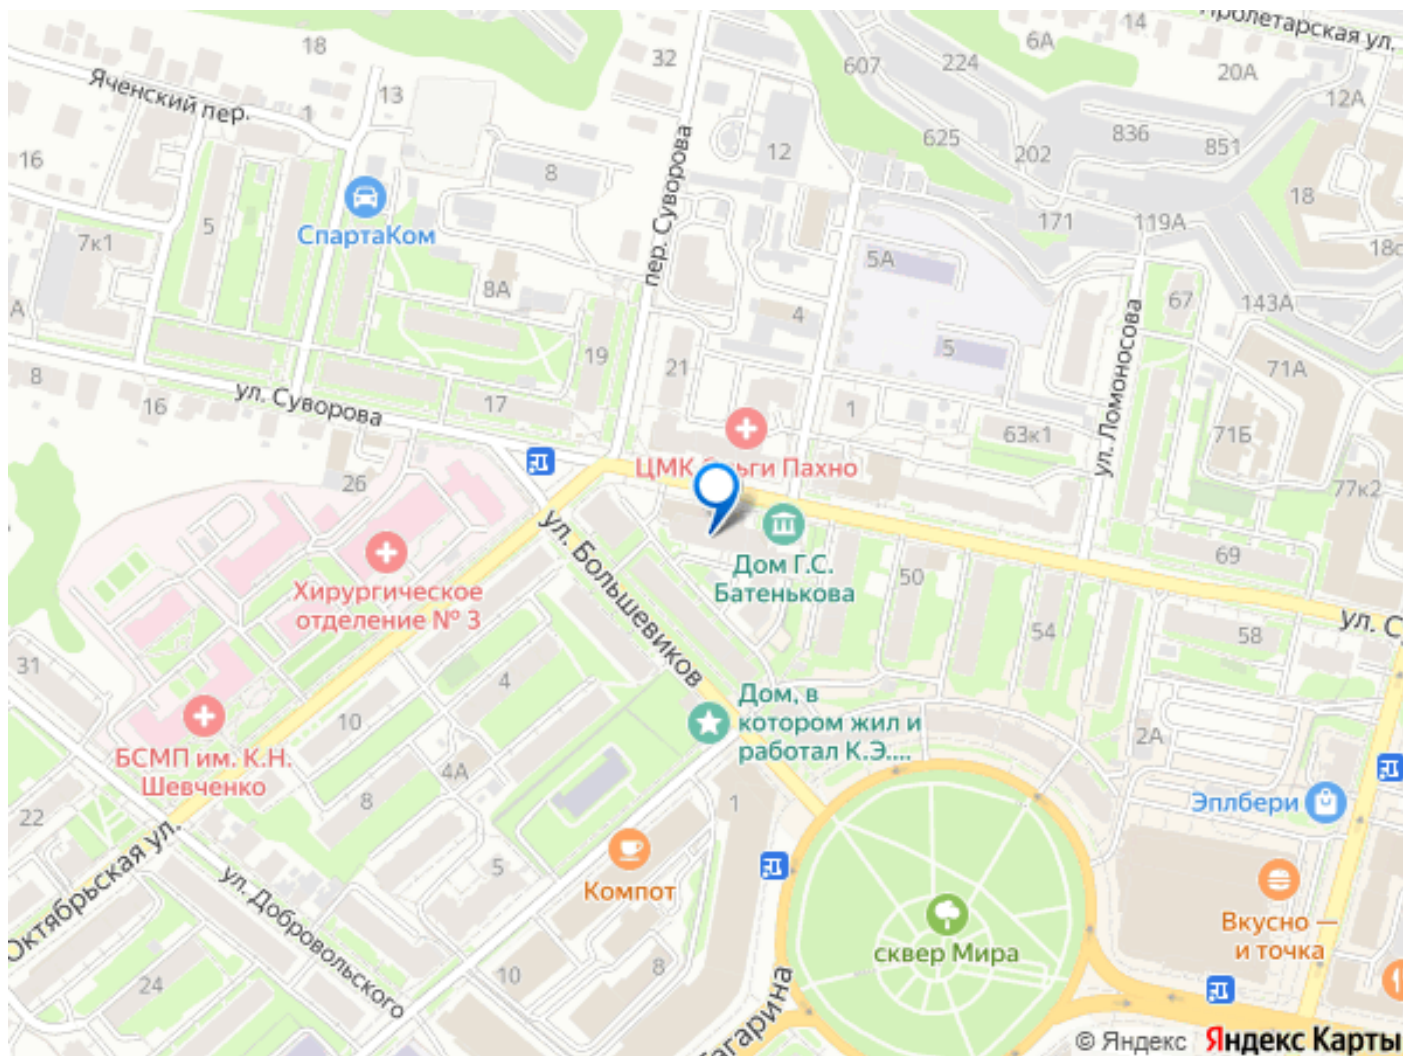 Пролетарская ул.
14
6А
18
32
607
224
20А
12А
Яченский пер.
13
1
625
836
851
202
16
8
12
18
пер. Суворова
5
171
119А
7к1
СпартаКом
18с
5А
8А
67
143А
А
4
ул. Ломоносова
5
19
21
71А
8
ул. Суворова
16
17
1
63к1
71Б
ЦМК
ги Пахно
26
77к2
ул. Большевиков
Хирургическое
отделение № 3
Дом Г.С.
Батенькова
50
69
54
58
ул. С
31
4
10
Дом, в
котором жил и
работал К.Э....
2А
БСМП им. К.Н.
Шевченко
4А
8
1
Эплбери
22
Октябрьская ул.
5
Компот
ул. Добровольского
Вкусно —
и точка
сквер Мира
10
8
24
Гагарина
© Яндекс Яндекс Карты